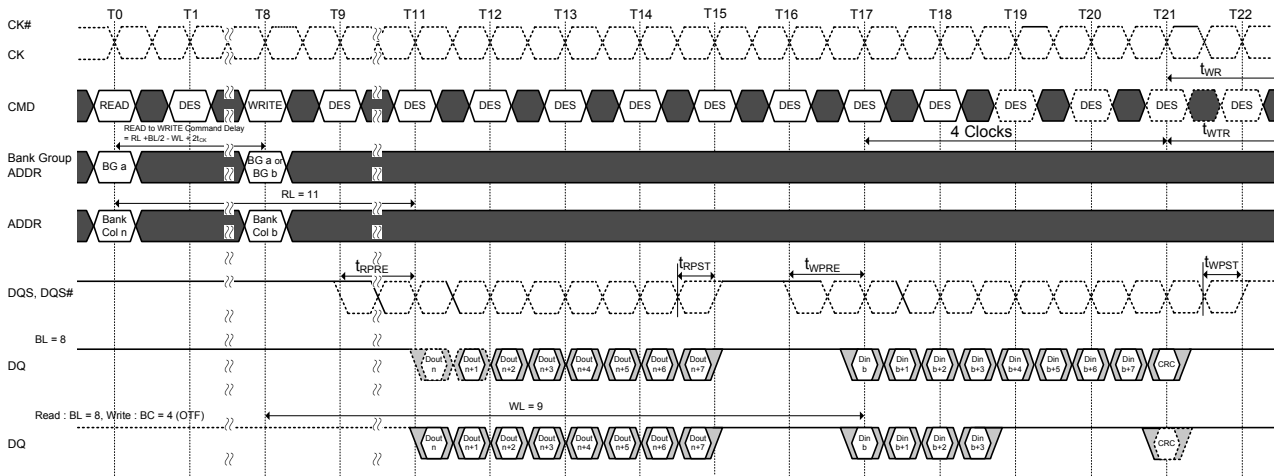 T0 T1 T8 T9 T10 T11 T12 T13 T14 T15 T16 T17 T18 T19 T20 T21 T22
CK#
CK
tWR
CMD READ DES WRITE DES DES DES DES DES DES DES DES DES DES DES DES DES
READ to WRITE Command Delay
= RL +BL/2 - WL + 2tCK
4 Clocks
tWTR
Bank Group
ADDR
BG a
BG a or
BG b
RL = 11
ADDR
Bank
Col n
Bank
Col b
tRPRE tRPST tWPRE tWPST
DQS, DQS#
BL = 8
DQ
Dout
n
Dout
n+1
Dout
n+2
Dout
n+3
Dout
n+4
Dout
n+5
Dout
n+6
Dout
n+7
Din
b
Din
b+1
Din
b+2
Din
b+3
Din
b+4
Din
b+5
Din
b+6
Din
b+7
CRC
Read : BL = 8, Write : BC = 4 (OTF)
WL = 9
DQ
Dout
n
Dout
n+1
Dout
n+2
Dout
n+3
Dout
n+4
Dout
n+5
Dout
n+6
Dout
n+7
Din
b
Din
b+1
Din
b+2
Din
b+3
CRC